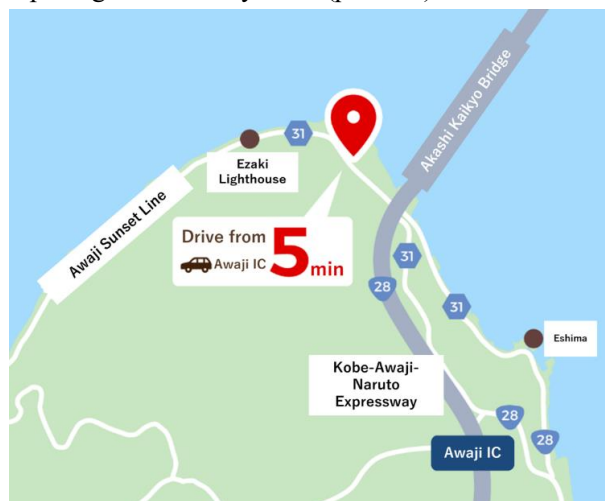 Akashi Kaikyo Bridge
31
Ezaki
Lighthouse
Awaji Sunset Line
Drive from
Awaji IC
5
min
31
28
31
Eshima
Kobe-Awaji-
Naruto
Expressway
28
28
Awaji IC